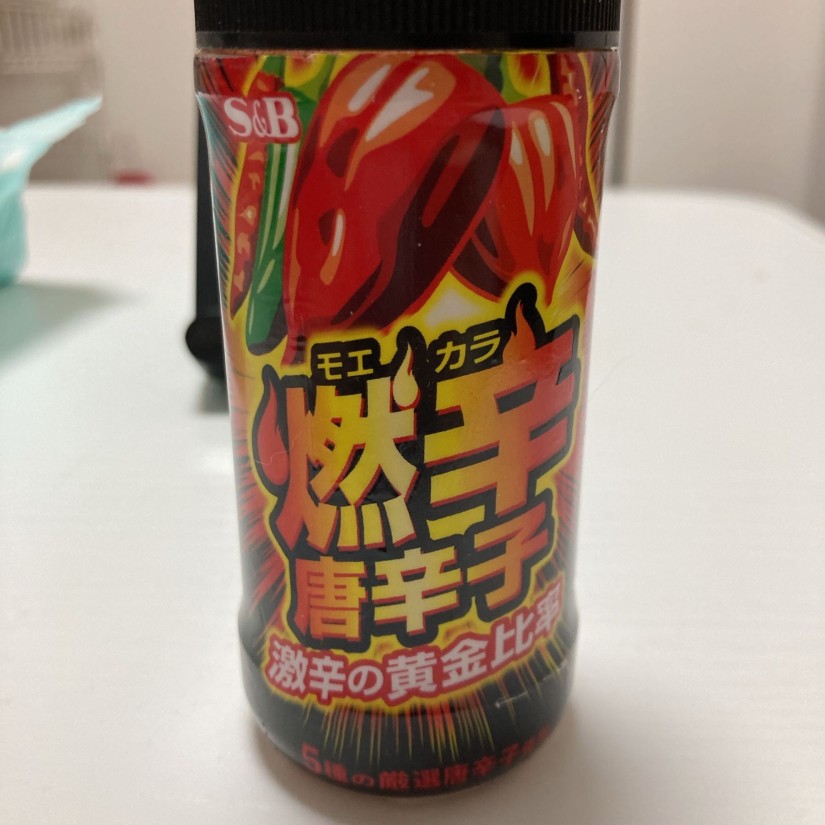 S&B
モエ カラ
燃辛
唐辛子
激辛の黄金比率
5種の厳選唐辛子